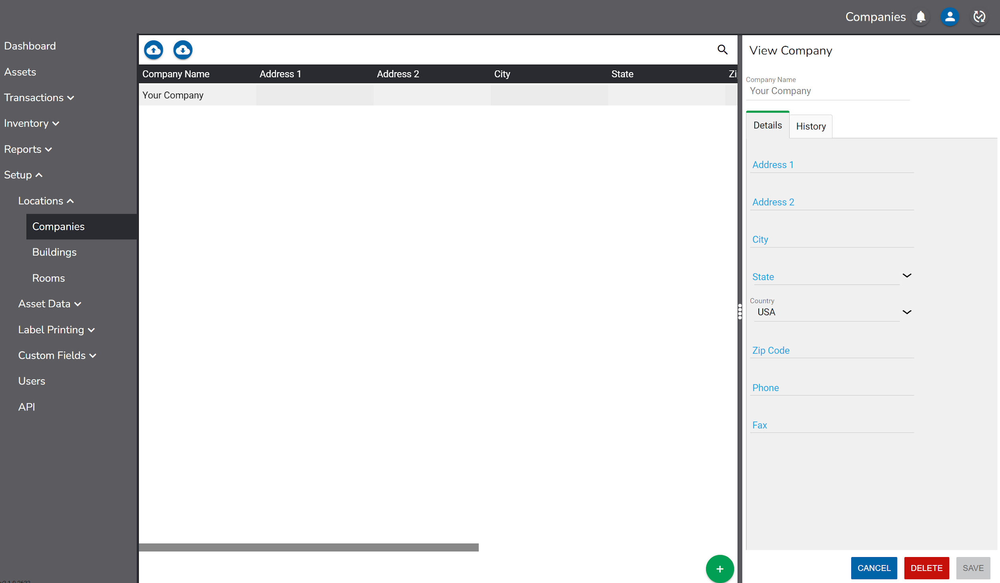 Companies
Dashboard
Assets
Transactions
Inventory
Reports
Setup
Locations
Companies
Buildings
Rooms
Asset Data
Label Printing
Custom Fields
Users
API
Company Name Address 1 Address 2 City State Zi
Your Company
View Company
Company Name
Your Company
Details History
Address 1
Address 2
City
State
Country
USA
Zip Code
Phone
Fax
CANCEL DELETE SAVE